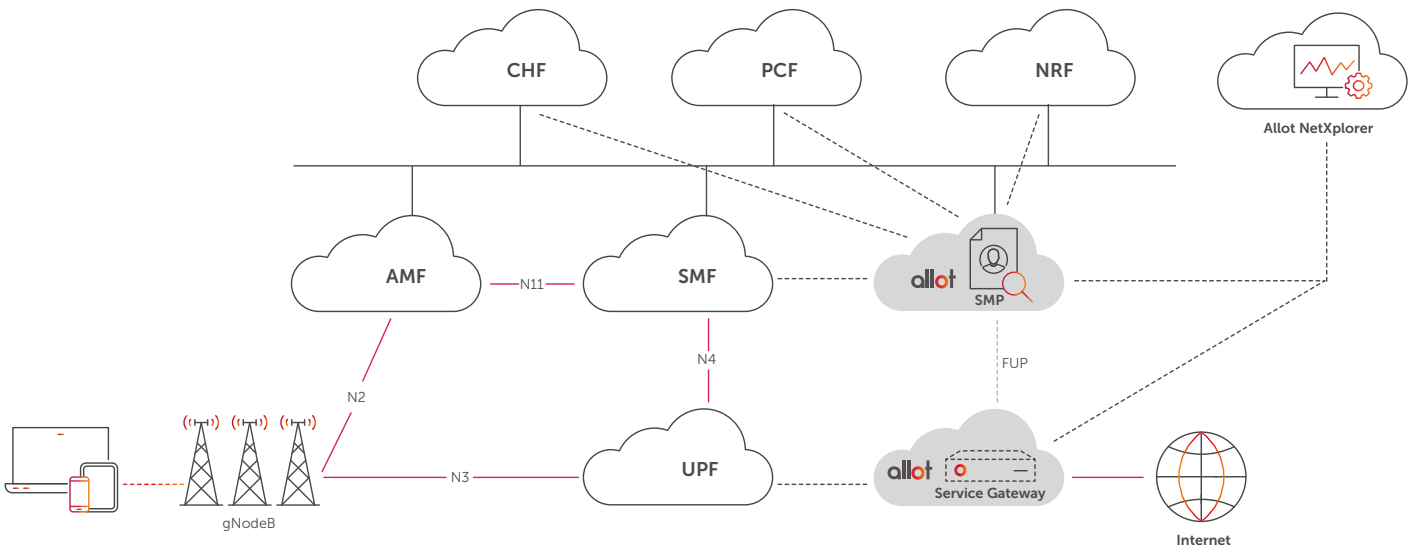 CHF
PCF
NRF
Allot NetXplorer
AMF
N11
SMF
allot
SMP
N4
FUP
N2
gNodeB
N3
UPF
allot
Service Gateway
Internet